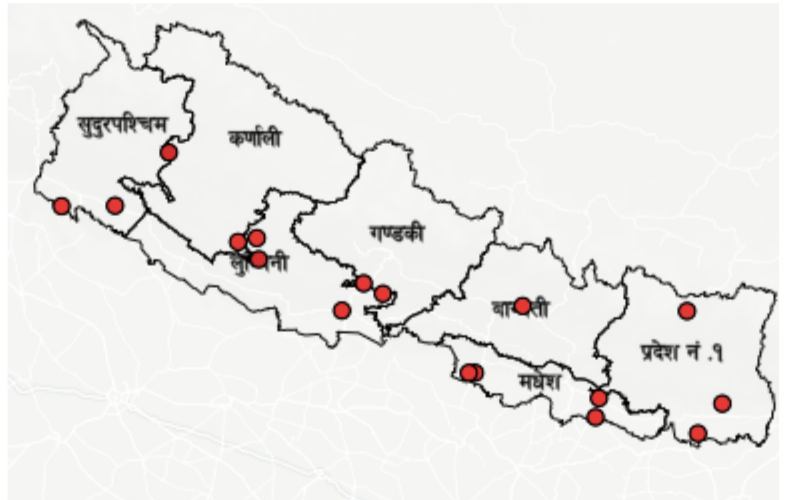 सुदुरपश्चिम
कर्णाली
गण्डकी
प्रदेश नं .१
मधेश